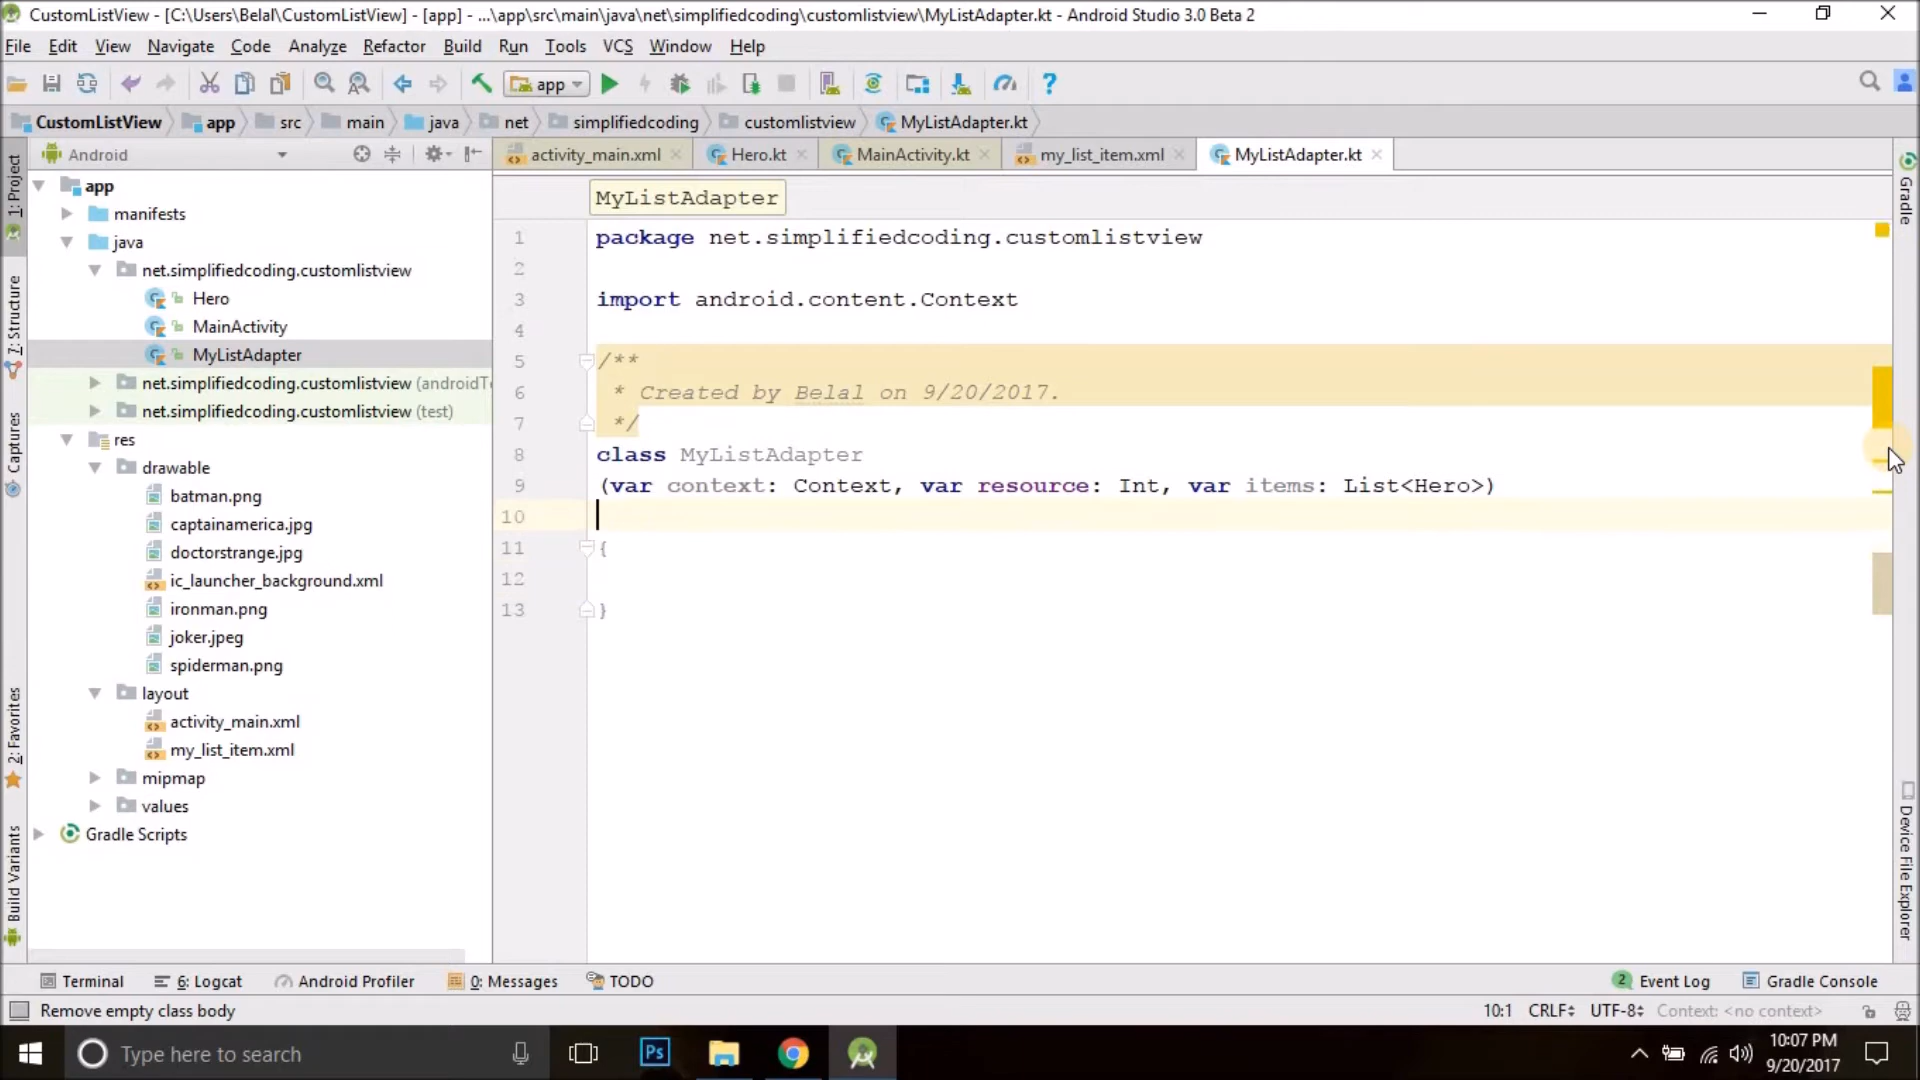 CustomListView - [C:\Users\Belal\CustomListView] - [app] - ...\app\src\main\java\net\simplifiedcoding\customlistview\MyListAdapter.kt - Android Studio 3.0 Beta 2
File Edit View Navigate Code Analyze Refactor Build Run Tools VCS Window Help
app
CustomListView app src main java net simplifiedcoding customlistview MyListAdapter.kt
Android
activity_main.xml Hero.kt MainActivity.kt my_list_item.xml MyListAdapter.kt
1: Project
7: Structure
Captures
2: Favorites
Build Variants
app
manifests
java
net.simplifiedcoding.customlistview
Hero
MainActivity
MyListAdapter
net.simplifiedcoding.customlistview (androidTe
net.simplifiedcoding.customlistview (test)
res
drawable
batman.png
captainamerica.jpg
doctorstrange.jpg
ic_launcher_background.xml
ironman.png
joker.jpeg
spiderman.png
layout
activity_main.xml
my_list_item.xml
mipmap
values
Gradle Scripts
MyListAdapter
1 package net.simplifiedcoding.customlistview
2
3 import android.content.Context
4
5 /**
6 * Created by Belal on 9/20/2017.
7 */
8 class MyListAdapter
9 (var context: Context, var resource: Int, var items: List<Hero>)
10
11 {
12
13 }
Gradle
Device File Explorer
Terminal 6: Logcat Android Profiler 0: Messages TODO 2 Event Log Gradle Console
Remove empty class body 10:1 CRLF UTF-8 Context: <no context>
Type here to search
Ps
10:07 PM
9/20/2017